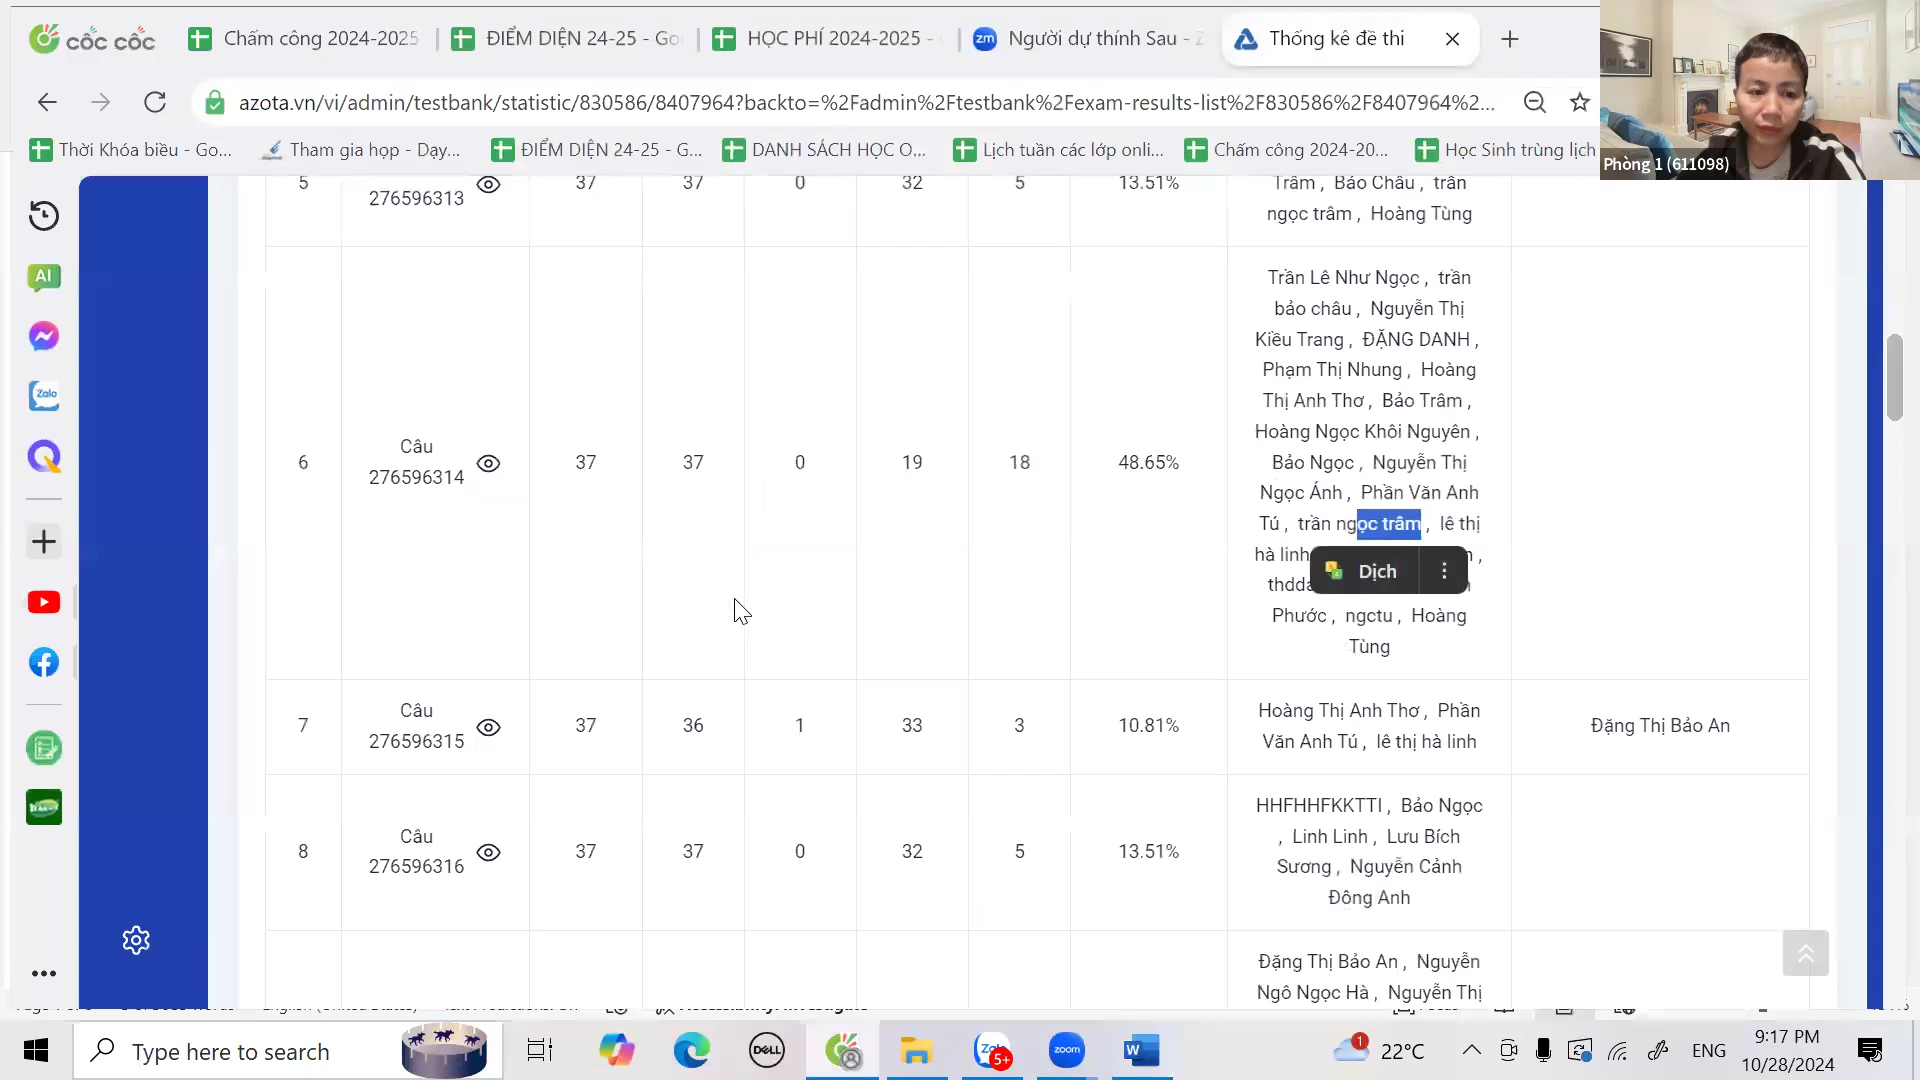 cốc cốc
Chấm công 2024-2025
ĐIỂM DIỆN 24-25 - Go
HỌC PHÍ 2024-2025 -
zm
Người dự thính Sau - Z
Thống kê đề thi
azota.vn/vi/admin/testbank/statistic/830586/8407964?backto=%2Fadmin%2Ftestbank%2Fexam-results-list%2F830586%2F8407964%2...
Thời Khóa biểu - Go...
Tham gia họp - Dạy...
ĐIỂM DIỆN 24-25 - G...
DANH SÁCH HỌC O...
Lịch tuần các lớp onli...
Chấm công 2024-20...
Học Sinh trùng lịch
Phòng 1 (611098)
AI
Zalo
5
276596313
37
37
0
32
5
13.51%
Trâm , Bảo Châu , trần
ngọc trâm , Hoàng Tùng
6
Câu
276596314
37
37
0
19
18
48.65%
Trần Lê Như Ngọc , trần
bảo châu , Nguyễn Thị
Kiều Trang , ĐẶNG DANH ,
Phạm Thị Nhung , Hoàng
Thị Anh Thơ , Bảo Trâm ,
Hoàng Ngọc Khôi Nguyên ,
Bảo Ngọc , Nguyễn Thị
Ngọc Ánh , Phần Văn Anh
Tú , trần ngọc trâm , lê thị
hà linh
Dịch
Phước , ngctu , Hoàng
Tùng
7
Câu
276596315
37
36
1
33
3
10.81%
Hoàng Thị Anh Thơ , Phần
Văn Anh Tú , lê thị hà linh
Đặng Thị Bảo An
8
Câu
276596316
37
37
0
32
5
13.51%
HHFHHFKKTTI , Bảo Ngọc
, Linh Linh , Lưu Bích
Sương , Nguyễn Cảnh
Đông Anh
Đặng Thị Bảo An , Nguyễn
Ngô Ngọc Hà , Nguyễn Thị
Type here to search
DELL
Zalo
5+
zoom
W
1
22°C
ENG
9:17 PM
10/28/2024